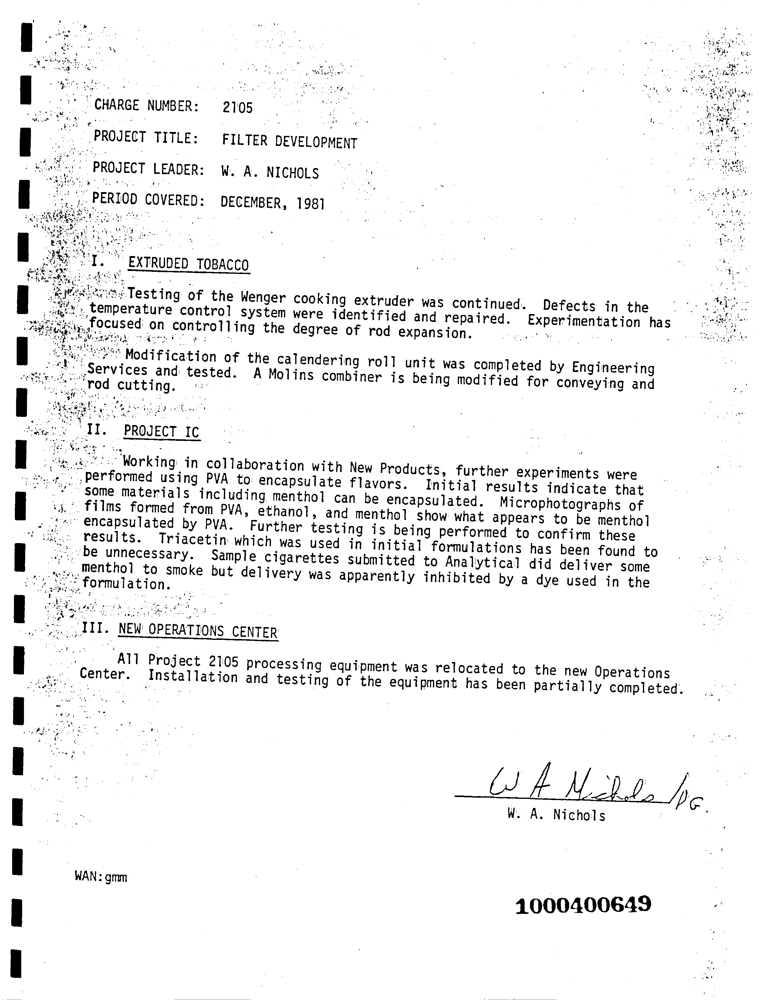 CHARGE NUMBER: 2105
PROJECT TITLE: FILTER DEVELOPMENT
PROJECT LEADER: W. A. NICHOLS
PERIOD COVERED: DECEMBER, 1981
I. EXTRUDED TOBACCO
Testing of the Wenger cooking extruder was continued. Defects in the
temperature control system were identified and repaired. Experimentation has
focused on controlling the degree of rod expansion.
Modification of the calendering roll unit was completed by Engineering
Services and tested. A Molins combiner is being modified for conveying and
rod cutting.
II. PROJECT IC
Working in collaboration with New Products, further experiments were
performed using PVA to encapsulate flavors. Initial results indicate that
some materials including menthol can be encapsulated. Microphotographs of
films formed from PVA, ethanol, and menthol show what appears to be menthol
encapsulated by PVA. Further testing is being performed to confirm these
results. Triacetin which was used in initial formulations has been found to
be unnecessary. Sample cigarettes submitted to Analytical did deliver some
menthol to smoke but delivery was apparently inhibited by a dye used in the
formulation.
III. NEW OPERATIONS CENTER
All Project 2105 processing equipment was relocated to the new Operations
Center. Installation and testing of the equipment has been partially completed.
W A Nichols /DG.
W. A. Nichols
WAN:gmm
1000400649